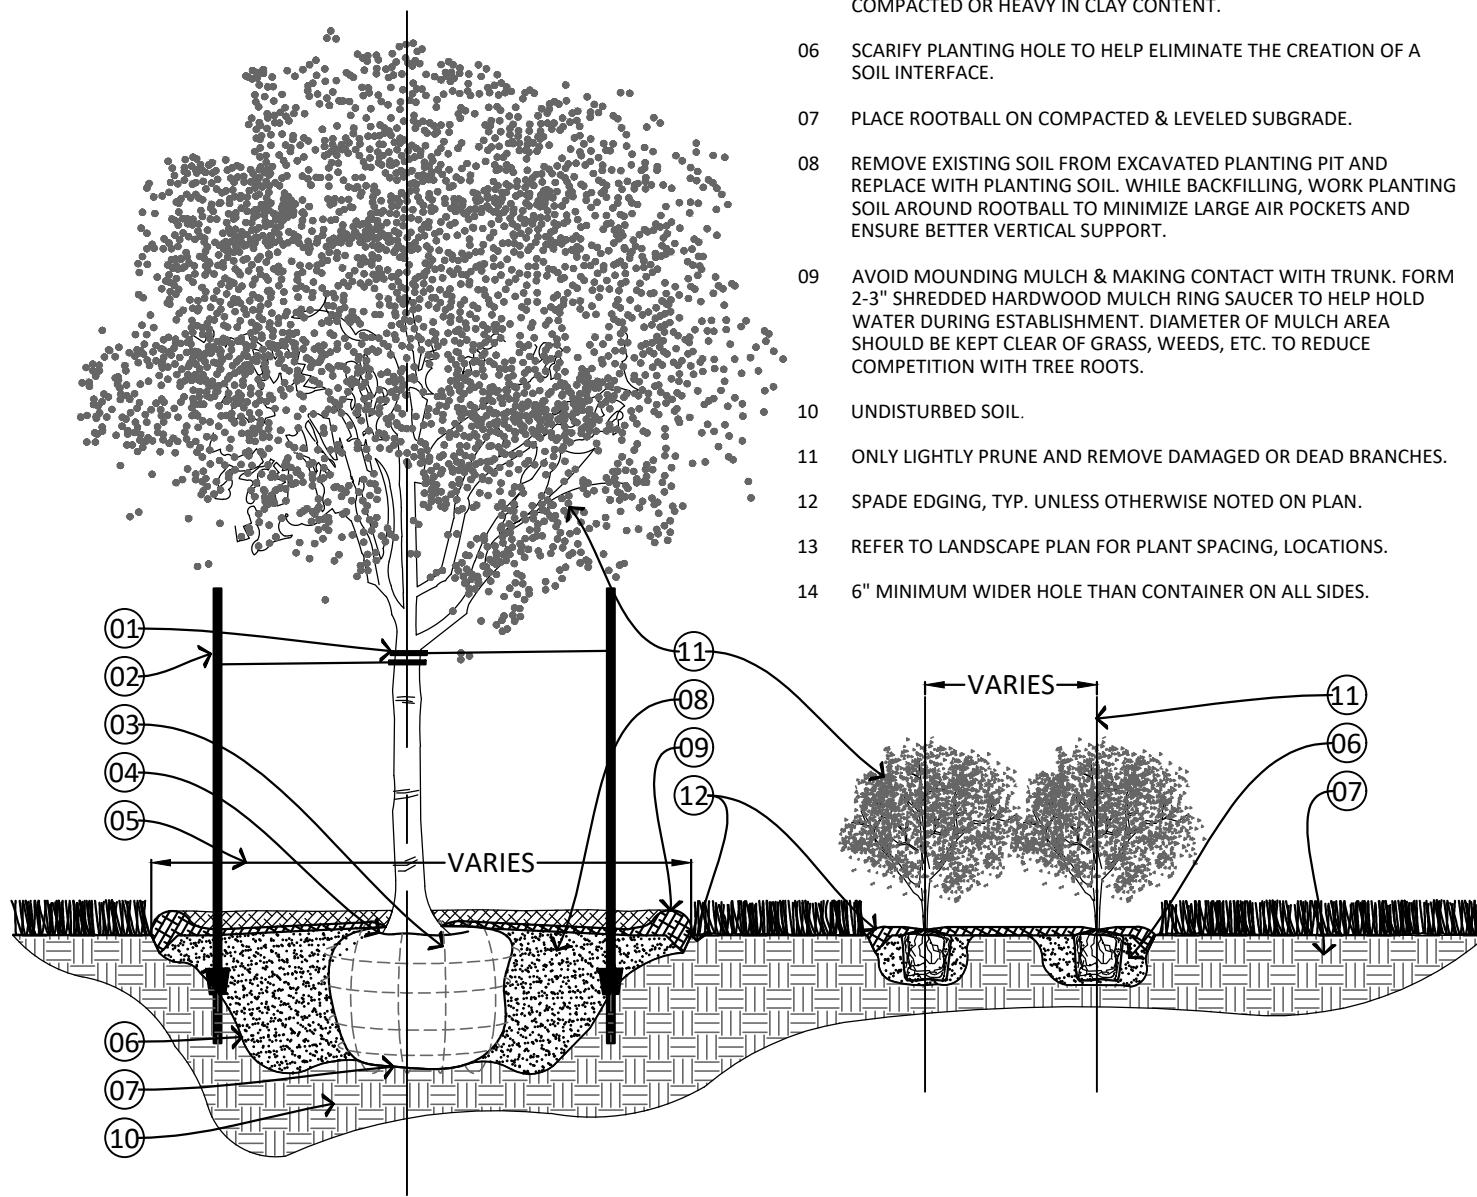 COMPACTED OR HEAVY IN CLAY CONTENT.
06 SCARIFY PLANTING HOLE TO HELP ELIMINATE THE CREATION OF A
SOIL INTERFACE.
07 PLACE ROOTBALL ON COMPACTED & LEVELED SUBGRADE.
08 REMOVE EXISTING SOIL FROM EXCAVATED PLANTING PIT AND
REPLACE WITH PLANTING SOIL. WHILE BACKFILLING, WORK PLANTING
SOIL AROUND ROOTBALL TO MINIMIZE LARGE AIR POCKETS AND
ENSURE BETTER VERTICAL SUPPORT.
09 AVOID MOUNDING MULCH & MAKING CONTACT WITH TRUNK. FORM
2-3" SHREDDED HARDWOOD MULCH RING SAUCER TO HELP HOLD
WATER DURING ESTABLISHMENT. DIAMETER OF MULCH AREA
SHOULD BE KEPT CLEAR OF GRASS, WEEDS, ETC. TO REDUCE
COMPETITION WITH TREE ROOTS.
10 UNDISTURBED SOIL.
11 ONLY LIGHTLY PRUNE AND REMOVE DAMAGED OR DEAD BRANCHES.
12 SPADE EDGING, TYP. UNLESS OTHERWISE NOTED ON PLAN.
13 REFER TO LANDSCAPE PLAN FOR PLANT SPACING, LOCATIONS.
14 6" MINIMUM WIDER HOLE THAN CONTAINER ON ALL SIDES.
01
02
03
04
05
VARIES
06
07
10
11
08
09
12
VARIES
11
06
07